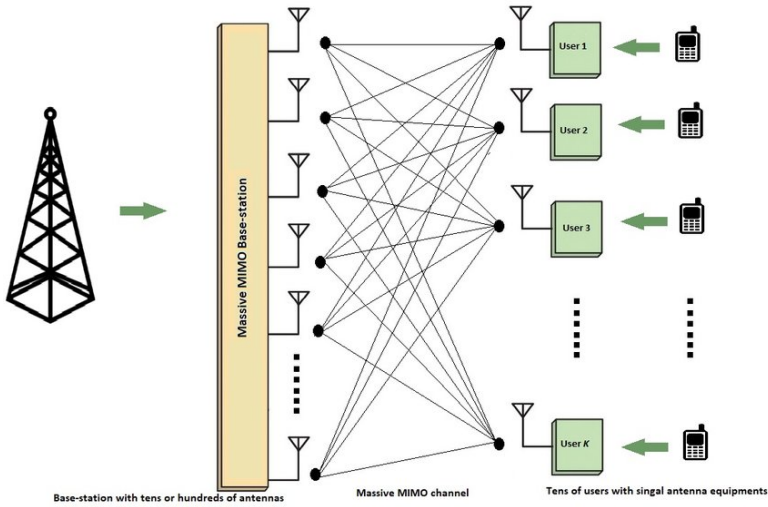 User 1
User 2
User 3
User K
Massive MIMO Base-station
Base-station with tens or hundreds of antennas
Massive MIMO channel
Tens of users with singal antenna equipments